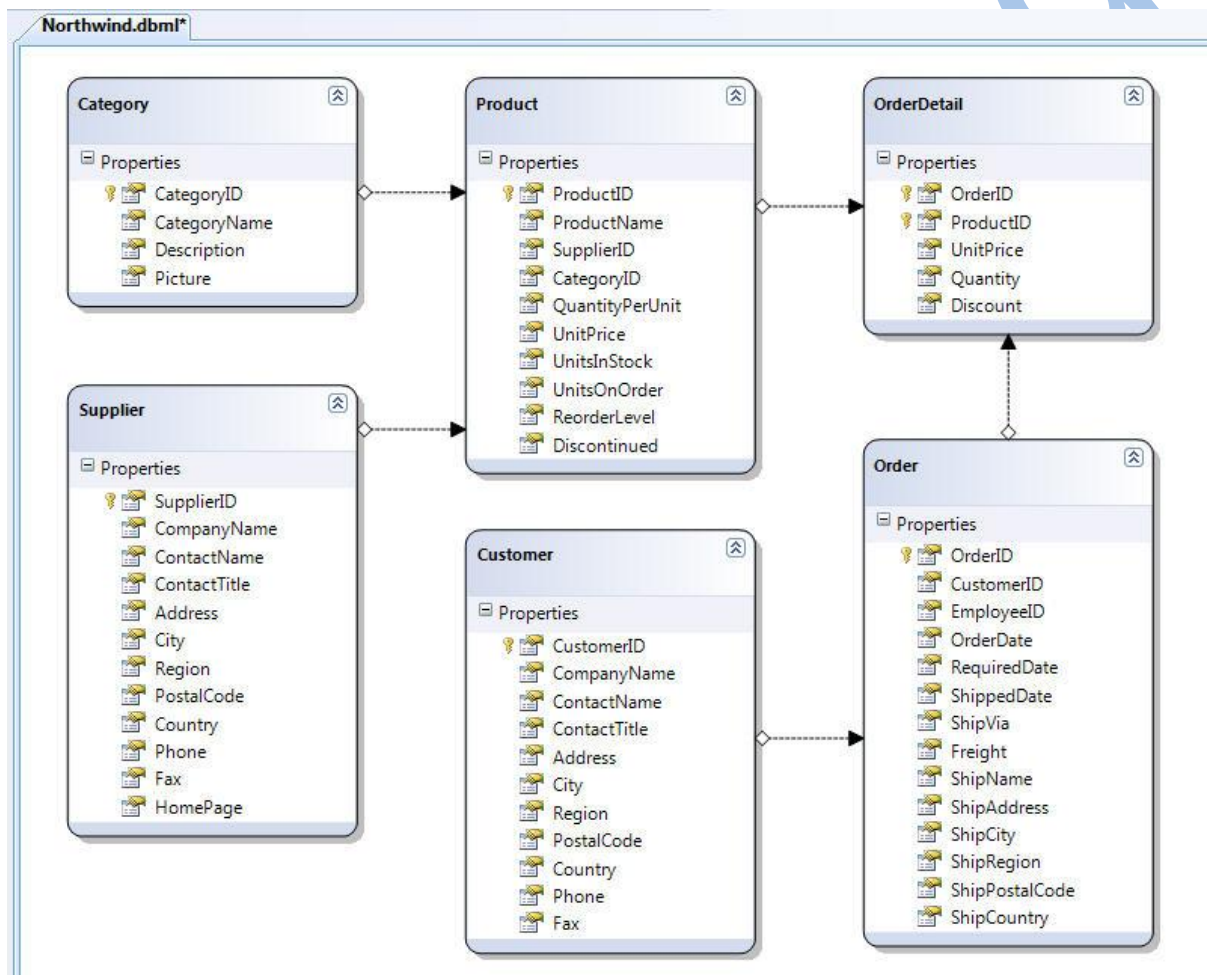 Northwind.dbml*
Category
Properties
CategoryID
CategoryName
Description
Picture
Supplier
Properties
SupplierID
CompanyName
ContactName
ContactTitle
Address
City
Region
PostalCode
Country
Phone
Fax
HomePage
Product
Properties
ProductID
ProductName
SupplierID
CategoryID
QuantityPerUnit
UnitPrice
UnitsInStock
UnitsOnOrder
ReorderLevel
Discontinued
Customer
Properties
CustomerID
CompanyName
ContactName
ContactTitle
Address
City
Region
PostalCode
Country
Phone
Fax
OrderDetail
Properties
OrderID
ProductID
UnitPrice
Quantity
Discount
Order
Properties
OrderID
CustomerID
EmployeeID
OrderDate
RequiredDate
ShippedDate
ShipVia
Freight
ShipName
ShipAddress
ShipCity
ShipRegion
ShipPostalCode
ShipCountry